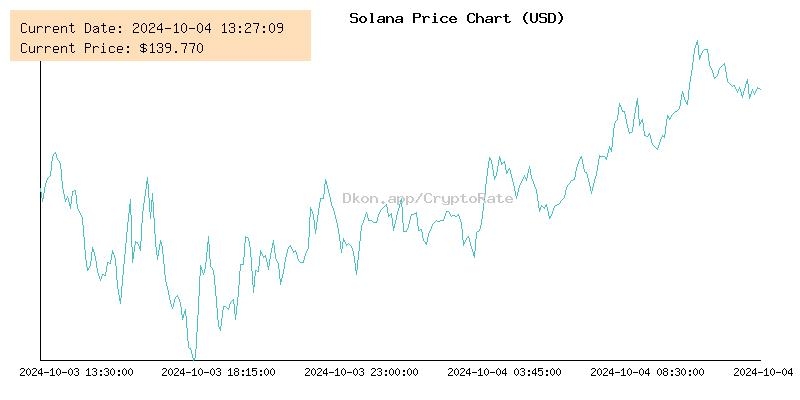 Solana Price Chart (USD)
Current Date: 2024-10-04 13:27:09
Current Price: $139.770
Dkon.app/CryptoRate
2024-10-03 13:30:00 2024-10-03 18:15:00 2024-10-03 23:00:00 2024-10-04 03:45:00 2024-10-04 08:30:00 2024-10-04